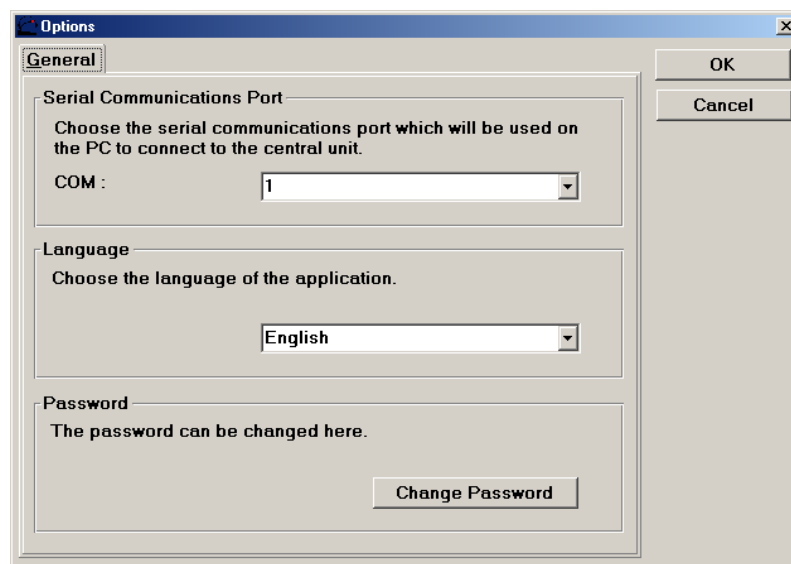 Options
General
OK
Cancel
Serial Communications Port
Choose the serial communications port which will be used on
the PC to connect to the central unit.
COM :
1
Language
Choose the language of the application.
English
Password
The password can be changed here.
Change Password